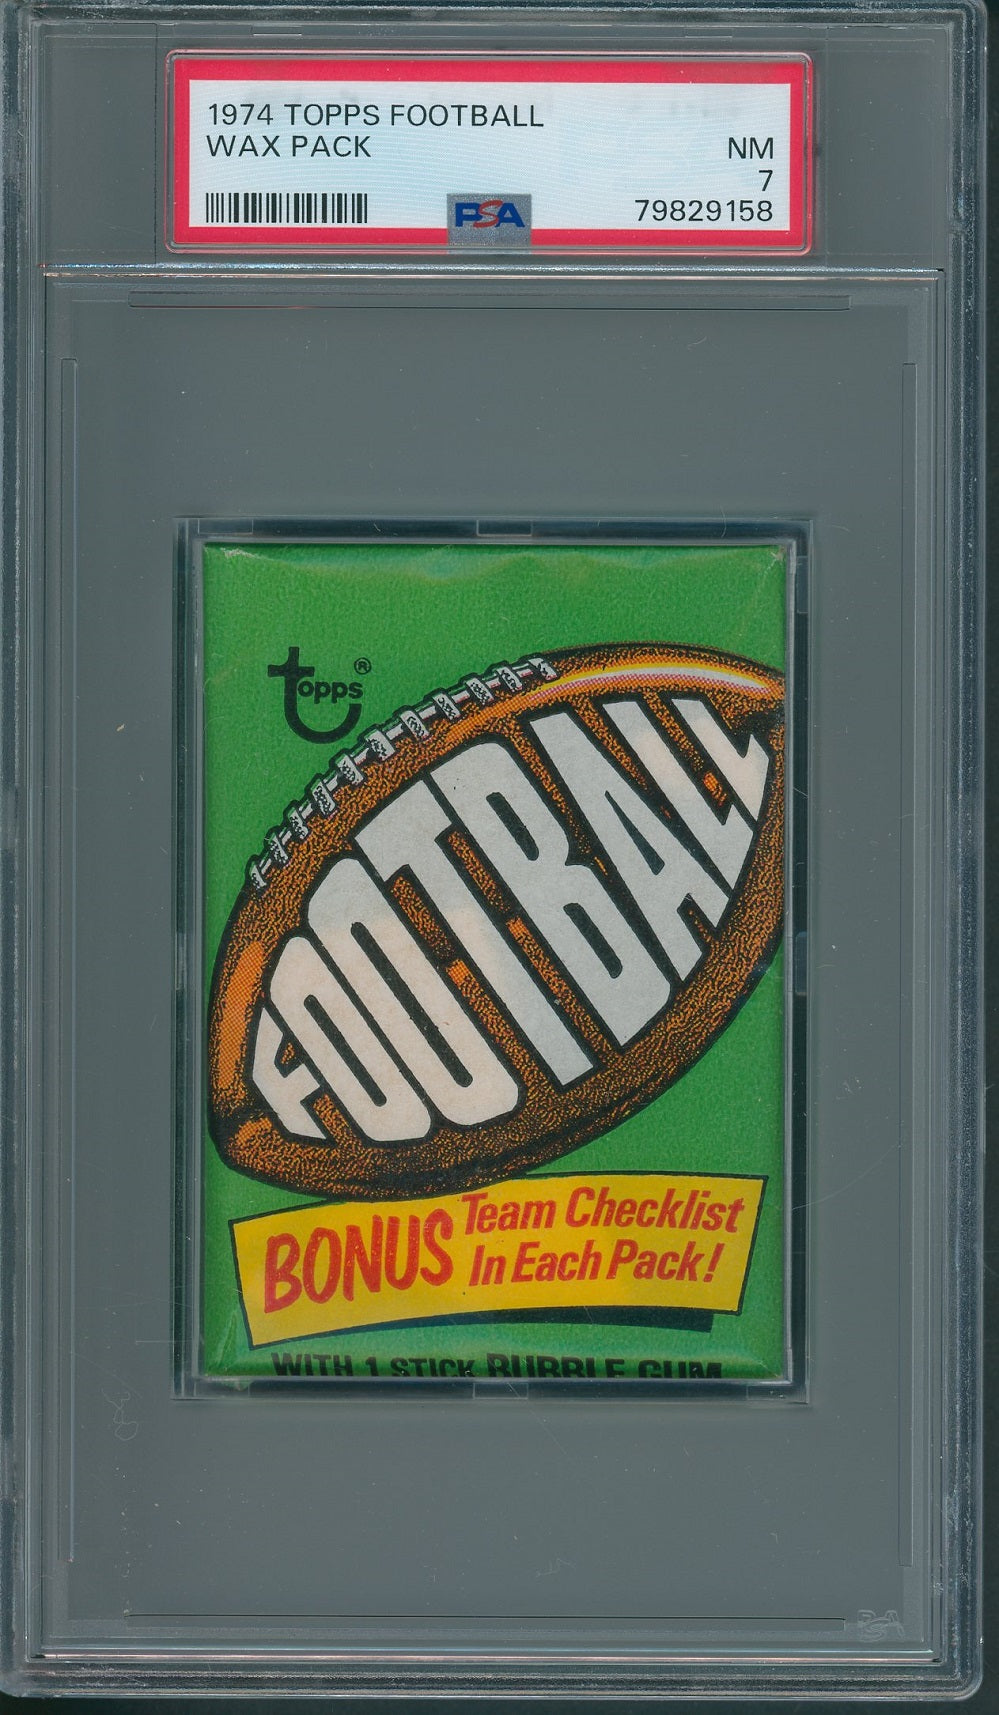 1974 TOPPS FOOTBALL
WAX PACK
NM
7
PSA
79829158
Topps®
FOOTBALL
BONUS Team Checklist
In Each Pack!
WITH 1 STICK BUBBLE GUM
PSA